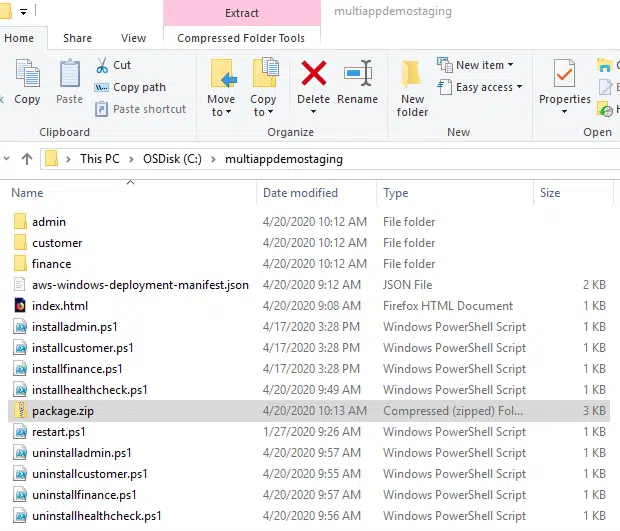 Extract multiappdemostaging
Home Share View Compressed Folder Tools
Copy
Paste
Cut
Copy path
Paste shortcut
Move to
Copy to
Delete
Rename
New folder
New item
Easy access
Properties
Clipboard Organize New Open
This PC > OSDisk (C:) > multiappdemostaging
Name Date modified Type Size
admin 4/20/2020 10:12 AM File folder
customer 4/20/2020 10:12 AM File folder
finance 4/20/2020 10:12 AM File folder
aws-windows-deployment-manifest.json 4/20/2020 9:12 AM JSON File 2 KB
index.html 4/20/2020 9:08 AM Firefox HTML Document 1 KB
installadmin.ps1 4/17/2020 3:28 PM Windows PowerShell Script 1 KB
installcustomer.ps1 4/17/2020 3:28 PM Windows PowerShell Script 1 KB
installfinance.ps1 4/17/2020 3:28 PM Windows PowerShell Script 1 KB
installhealthcheck.ps1 4/20/2020 9:49 AM Windows PowerShell Script 1 KB
package.zip 4/20/2020 10:13 AM Compressed (zipped) Fol... 3 KB
restart.ps1 1/27/2020 9:26 AM Windows PowerShell Script 1 KB
uninstalladmin.ps1 4/20/2020 9:57 AM Windows PowerShell Script 1 KB
uninstallcustomer.ps1 4/20/2020 9:55 AM Windows PowerShell Script 1 KB
uninstallfinance.ps1 4/20/2020 9:57 AM Windows PowerShell Script 1 KB
uninstallhealthcheck.ps1 4/20/2020 9:56 AM Windows PowerShell Script 1 KB